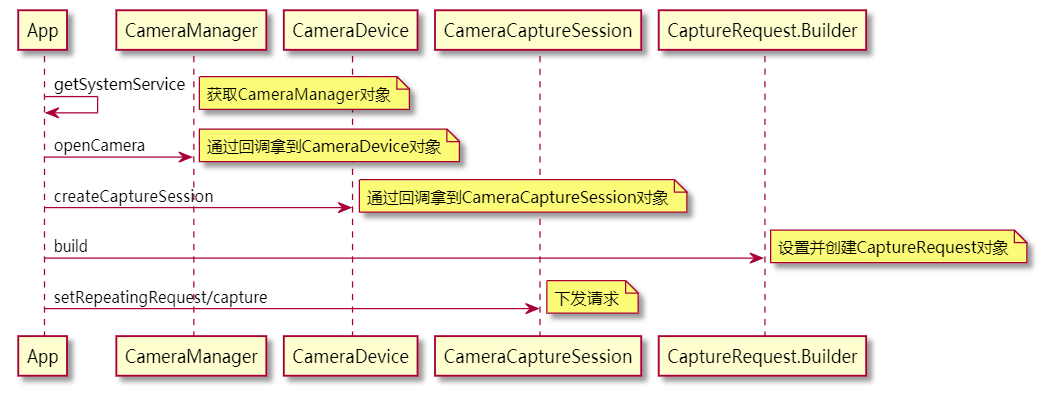 App
CameraManager
CameraDevice
CameraCaptureSession
CaptureRequest.Builder
getSystemService
获取CameraManager对象
openCamera
通过回调拿到CameraDevice对象
createCaptureSession
通过回调拿到CameraCaptureSession对象
build
设置并创建CaptureRequest对象
setRepeatingRequest/capture
下发请求
App
CameraManager
CameraDevice
CameraCaptureSession
CaptureRequest.Builder